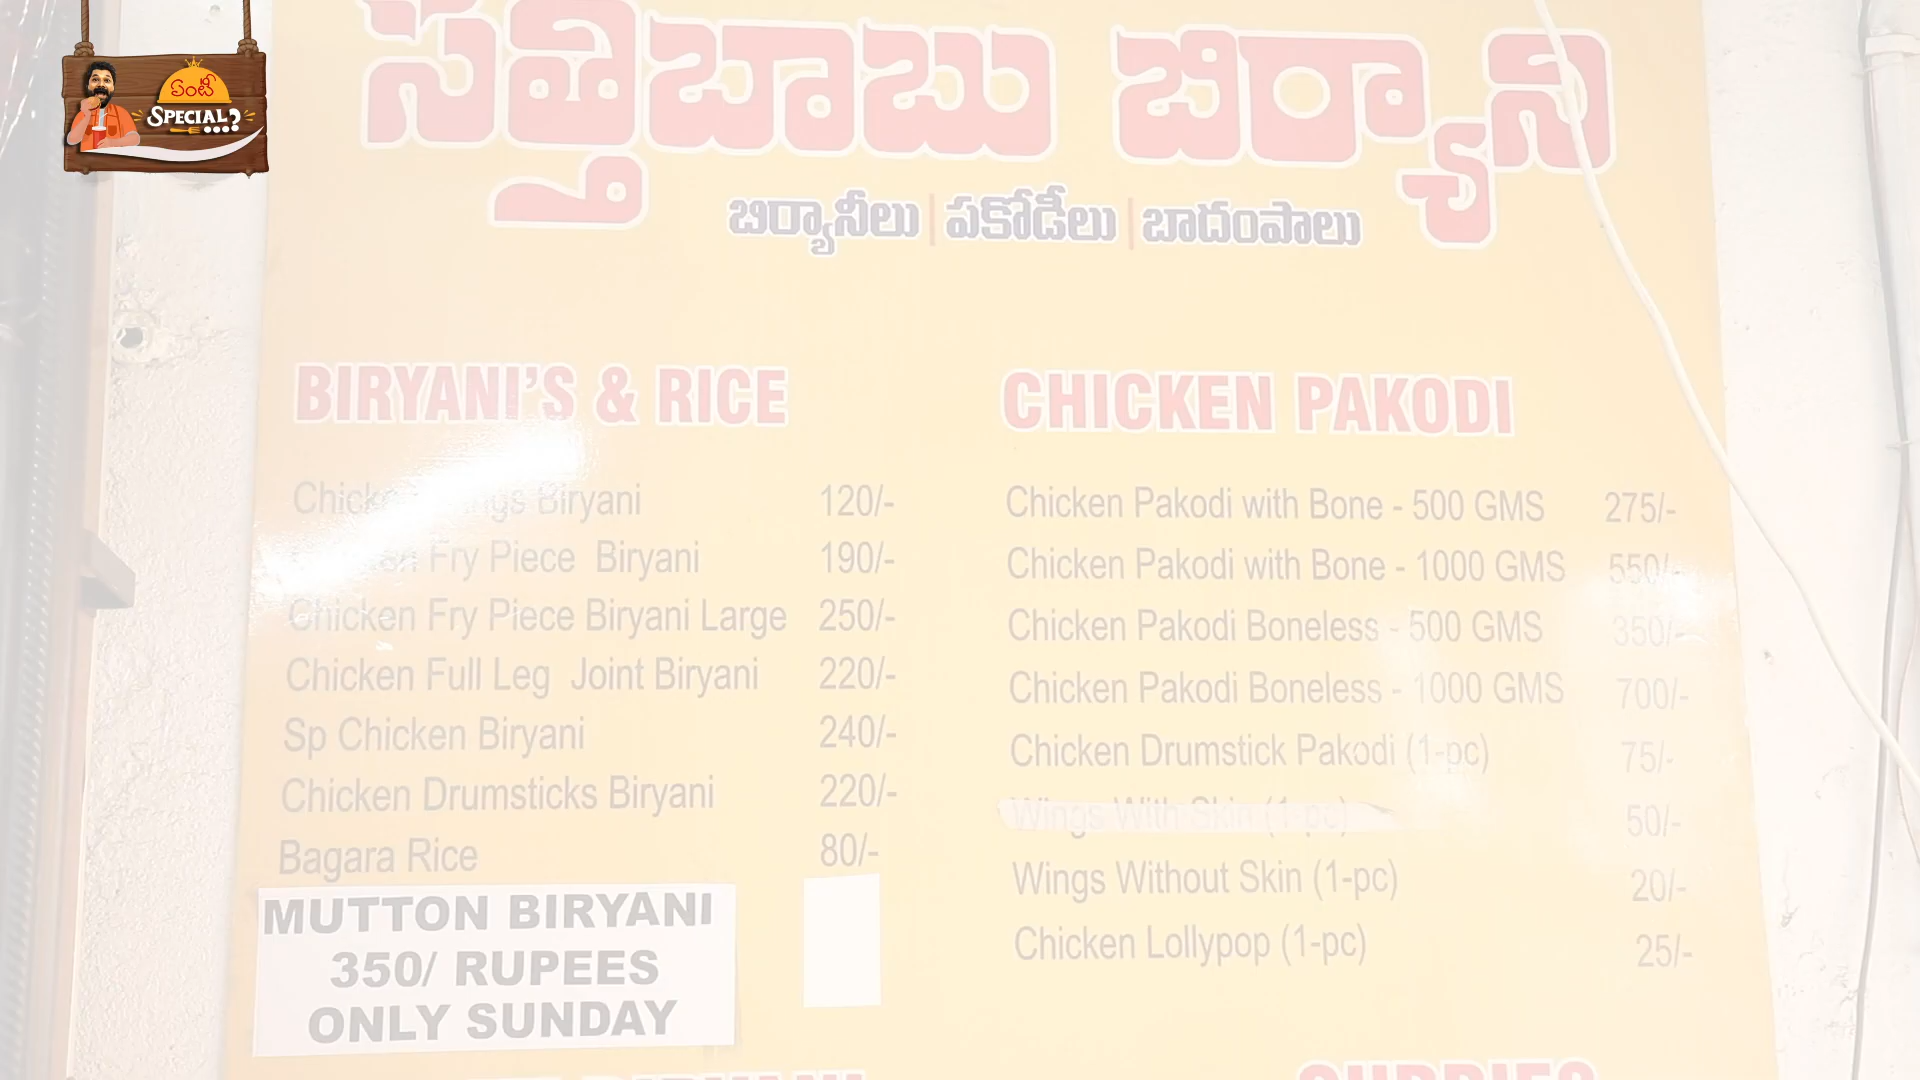 ఏంటి
SPECIAL?
సత్తిబాబు బిర్యాని
బిర్యానీలు | పకోడీలు | బాదంపాలు
BIRYANI'S & RICE
Biryani 120/-
Fry Piece Biryani 190/-
Chicken Fry Piece Biryani Large 250/-
Chicken Full Leg Joint Biryani 220/-
Sp Chicken Biryani 240/-
Chicken Drumsticks Biryani 220/-
Bagara Rice 80/-
MUTTON BIRYANI
350/ RUPEES
ONLY SUNDAY
CHICKEN PAKODI
Chicken Pakodi with Bone - 500 GMS 275/-
Chicken Pakodi with Bone - 1000 GMS 550/-
Chicken Pakodi Boneless - 500 GMS 350/-
Chicken Pakodi Boneless - 1000 GMS 700/-
Chicken Drumstick Pakodi (1-pc) 75/-
Wings With Skin (1-pc) 50/-
Wings Without Skin (1-pc) 20/-
Chicken Lollypop (1-pc) 25/-
BIRYANI
CURRIES